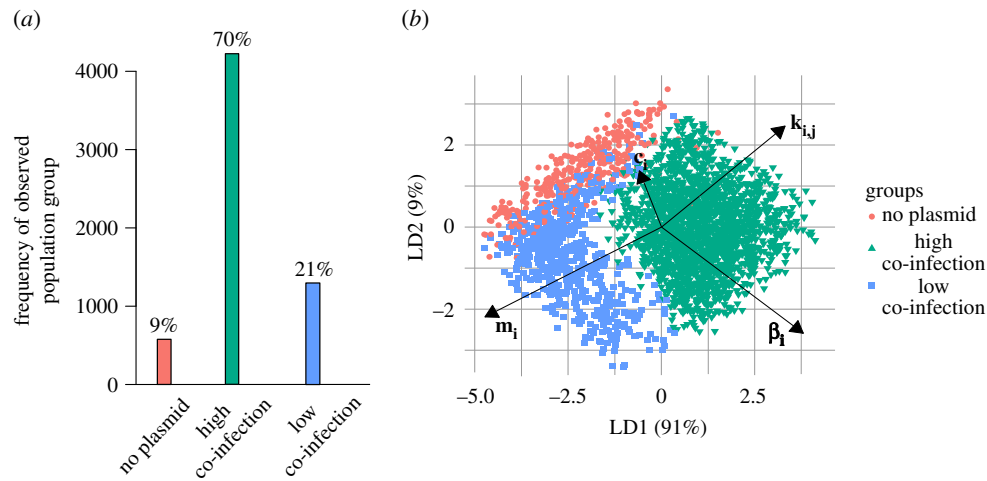 (a)
frequency of observed
population group
4000
3000
2000
1000
0
9%
70%
21%
no plasmid
high
co-infection
low
co-infection
(b)
LD2 (9%)
2
0
−2
−5.0
−2.5
0
2.5
LD1 (91%)
c_i
k_i,j
m_i
β_i
groups
no plasmid
high
co-infection
low
co-infection